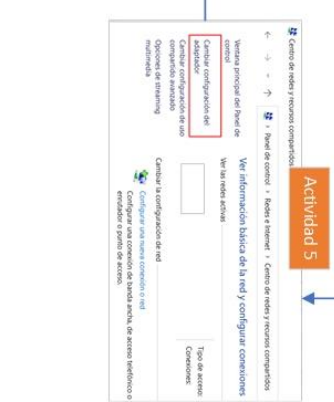 Actividad 5
Centro de redes y recursos compartidos
Panel de control › Redes e Internet › Centro de redes y recursos compartidos
Ventana principal del Panel de
control
Cambiar configuración del
adaptador
Cambiar configuración de uso
compartido avanzado
Opciones de streaming
multimedia
Ver información básica de la red y configurar conexiones
Ver las redes activas
Tipo de acceso:
Conexiones:
Cambiar la configuración de red
Configurar una nueva conexión o red
Configurar una conexión de banda ancha, de acceso telefónico o
enrutador o punto de acceso.